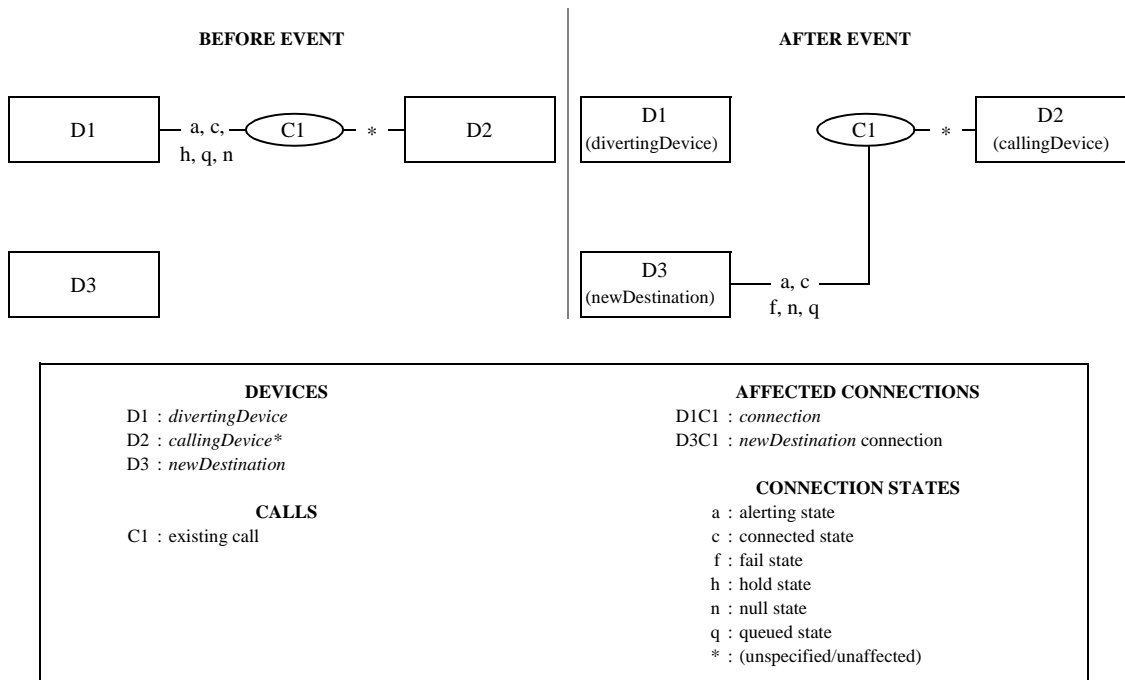 BEFORE EVENT
D1
a, c,
h, q, n
C1
*
D2
D3
AFTER EVENT
D1
(divertingDevice)
C1
*
D2
(callingDevice)
D3
(newDestination)
a, c
f, n, q
DEVICES
D1 : divertingDevice
D2 : callingDevice*
D3 : newDestination
CALLS
C1 : existing call
AFFECTED CONNECTIONS
D1C1 : connection
D3C1 : newDestination connection
CONNECTION STATES
a : alerting state
c : connected state
f : fail state
h : hold state
n : null state
q : queued state
* : (unspecified/unaffected)